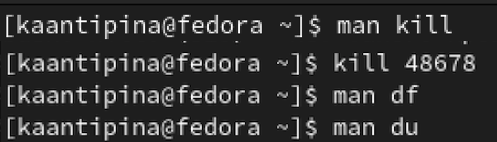 [kaantipina@fedora ~]$ man kill
[kaantipina@fedora ~]$ kill 48678
[kaantipina@fedora ~]$ man df
[kaantipina@fedora ~]$ man du